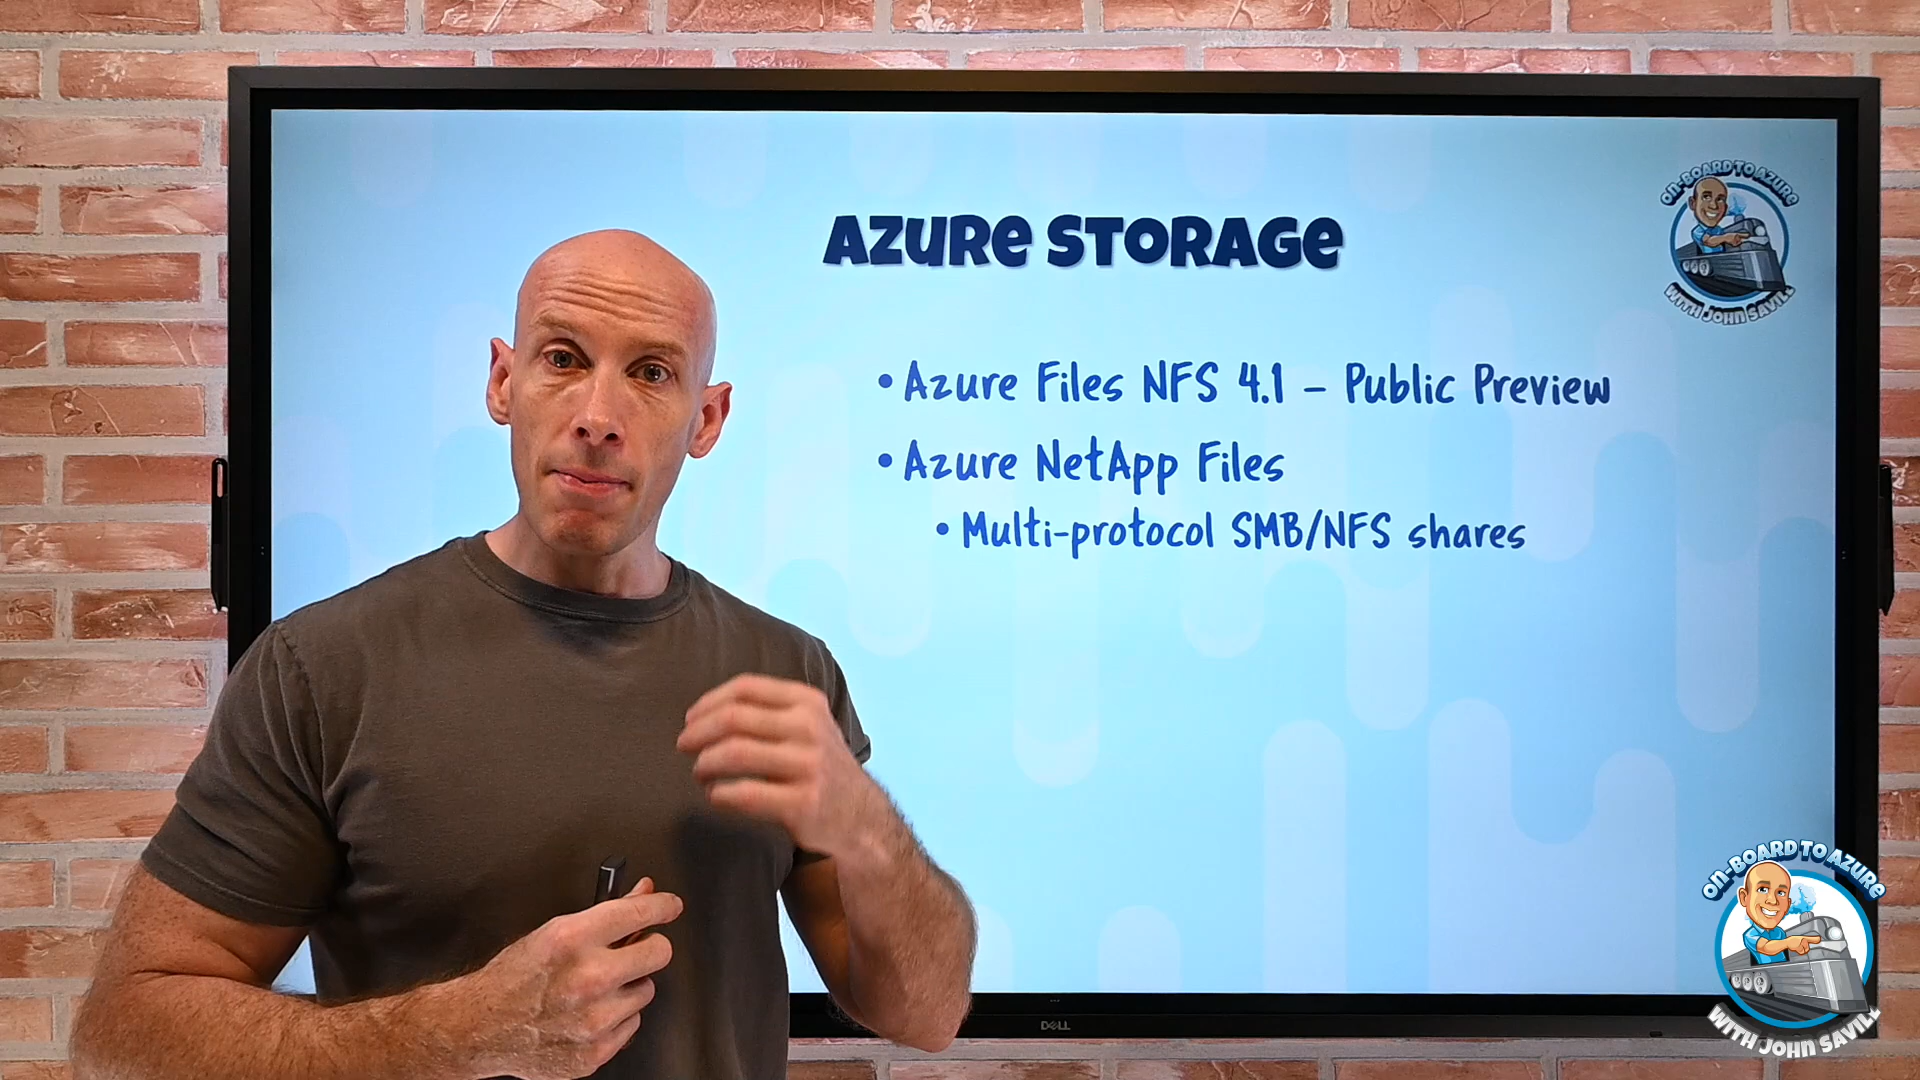 ON-BOARD TO AZURE
WITH JOHN SAVILL
AZURE STORAGE
• Azure Files NFS 4.1 – Public Preview
• Azure NetApp Files
• Multi-protocol SMB/NFS shares
DELL
ON-BOARD TO AZURE
WITH JOHN SAVILL